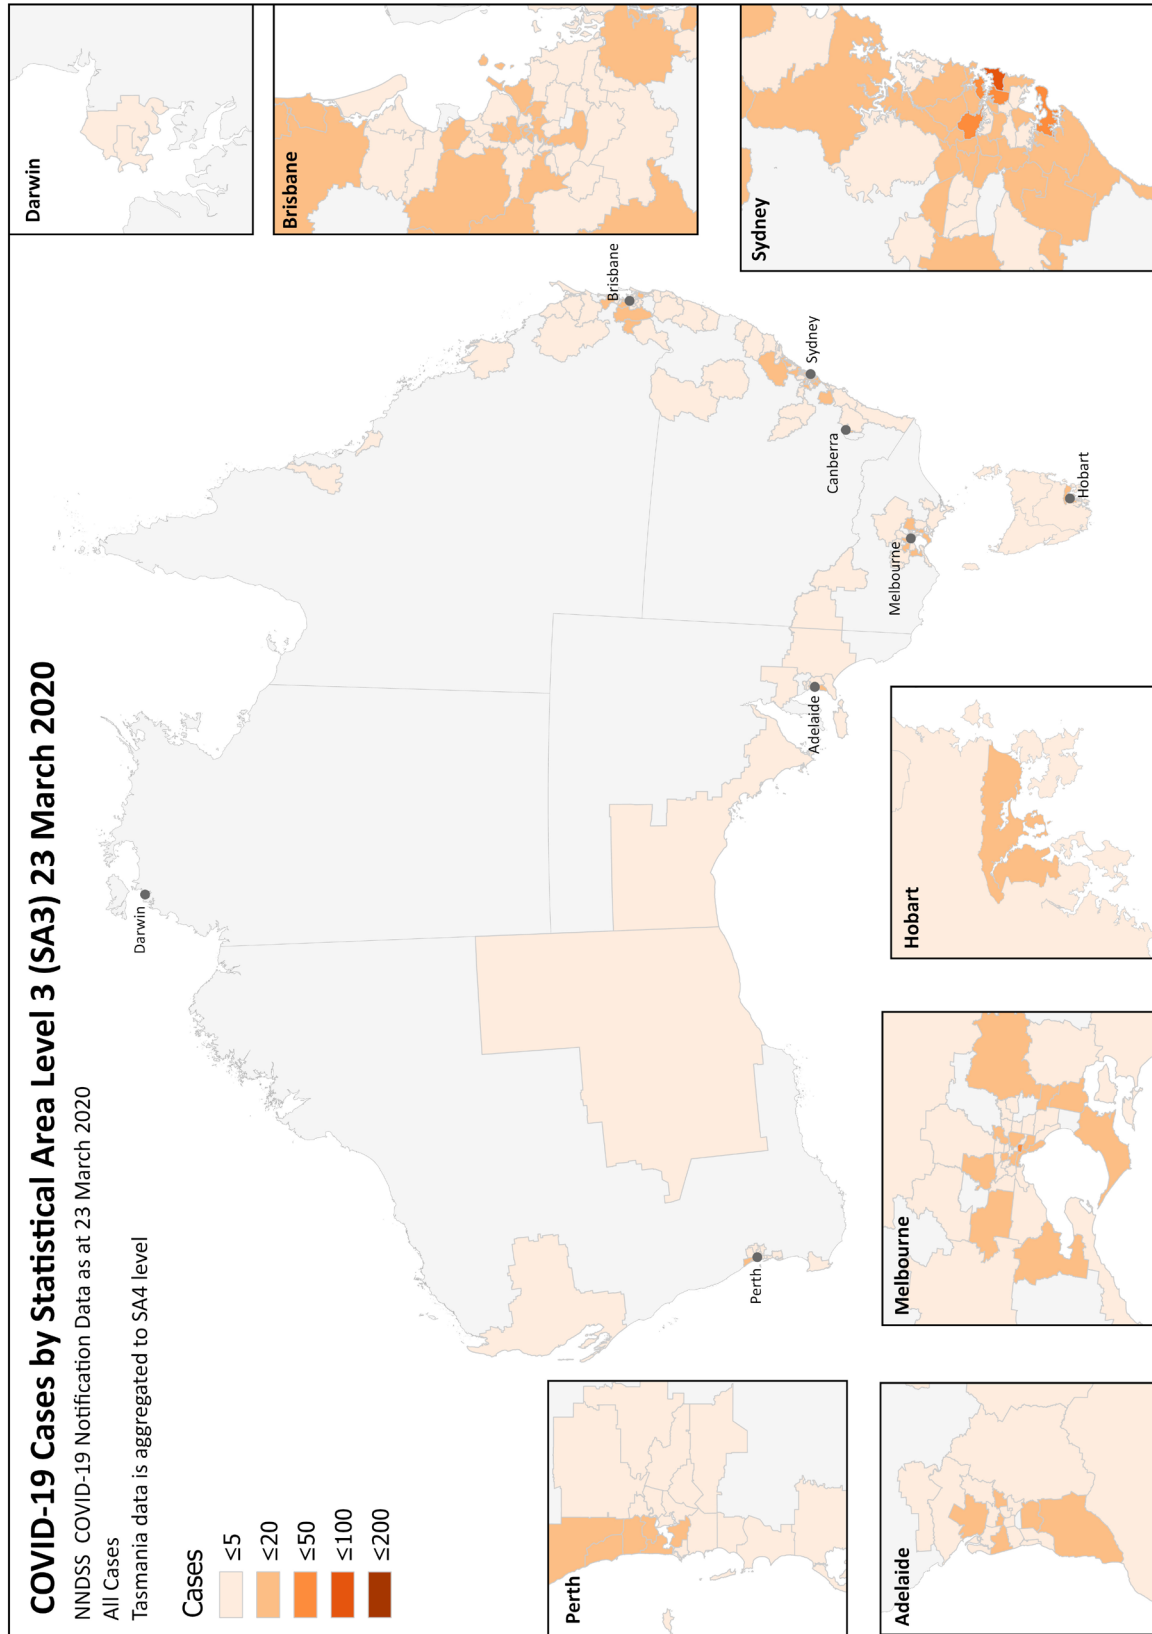 COVID-19 Cases by Statistical Area Level 3 (SA3) 23 March 2020
NNDSS COVID-19 Notification Data as at 23 March 2020
All Cases
Tasmania data is aggregated to SA4 level
Cases
≤5
≤20
≤50
≤100
≤200
Darwin
Brisbane
Sydney
Darwin
Brisbane
Sydney
Canberra
Melbourne
Hobart
Adelaide
Perth
Perth
Adelaide
Melbourne
Hobart